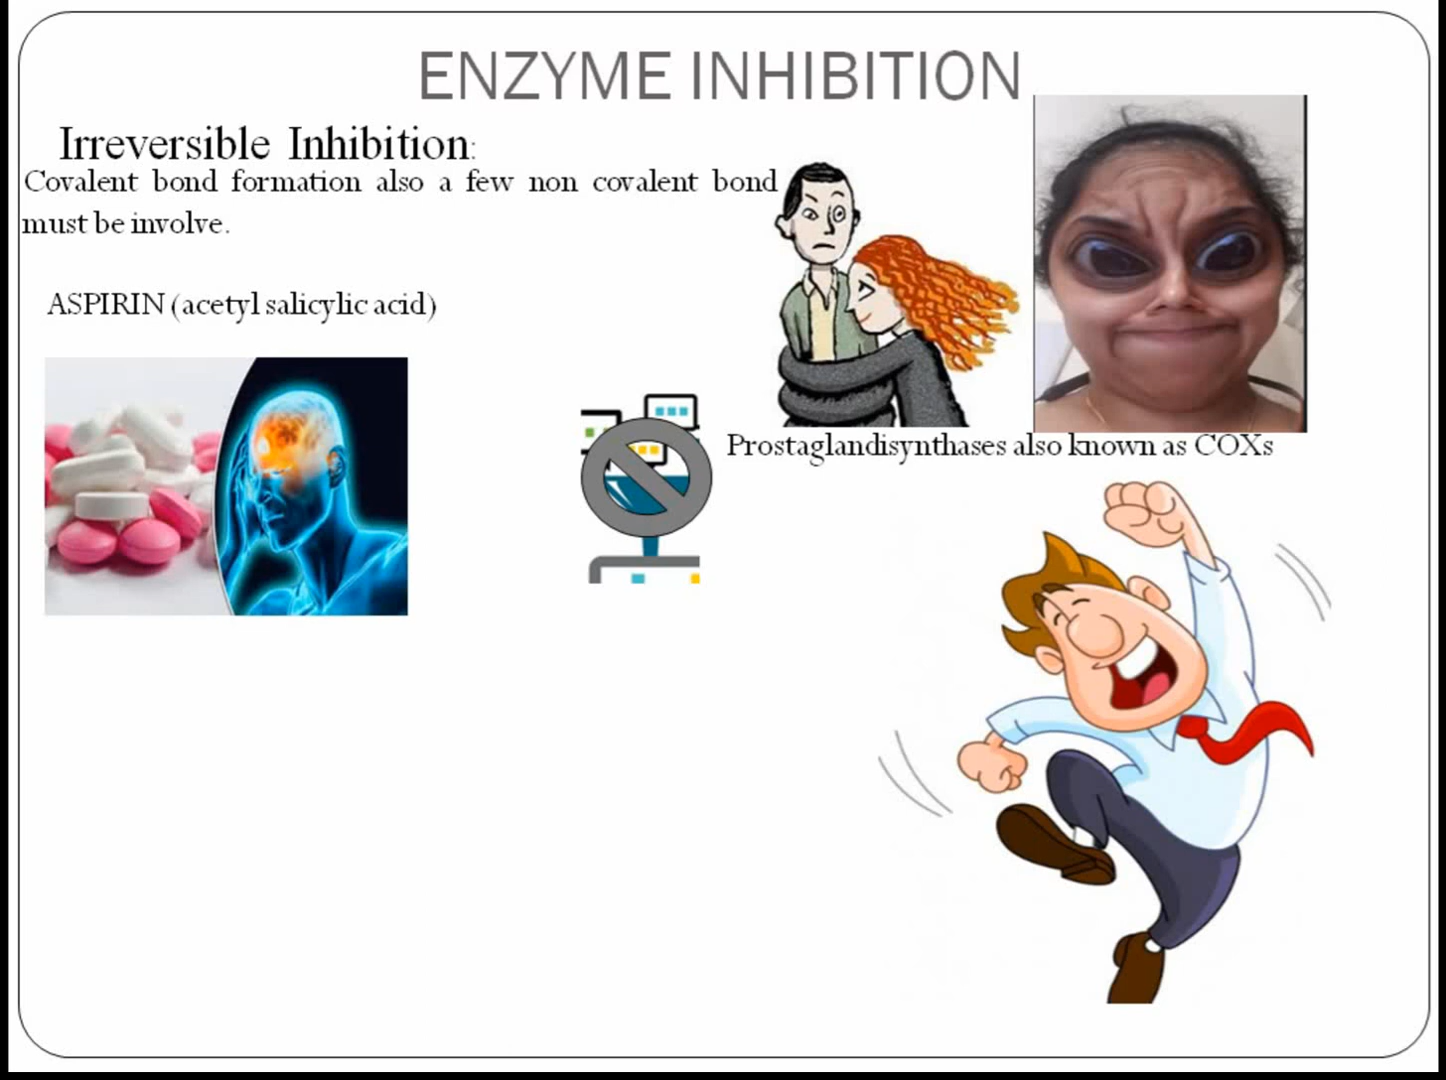 ENZYME INHIBITION
Irreversible Inhibition:
Covalent bond formation also a few non covalent bond
must be involve.
ASPIRIN (acetyl salicylic acid)
Prostaglandisynthases also known as COXs